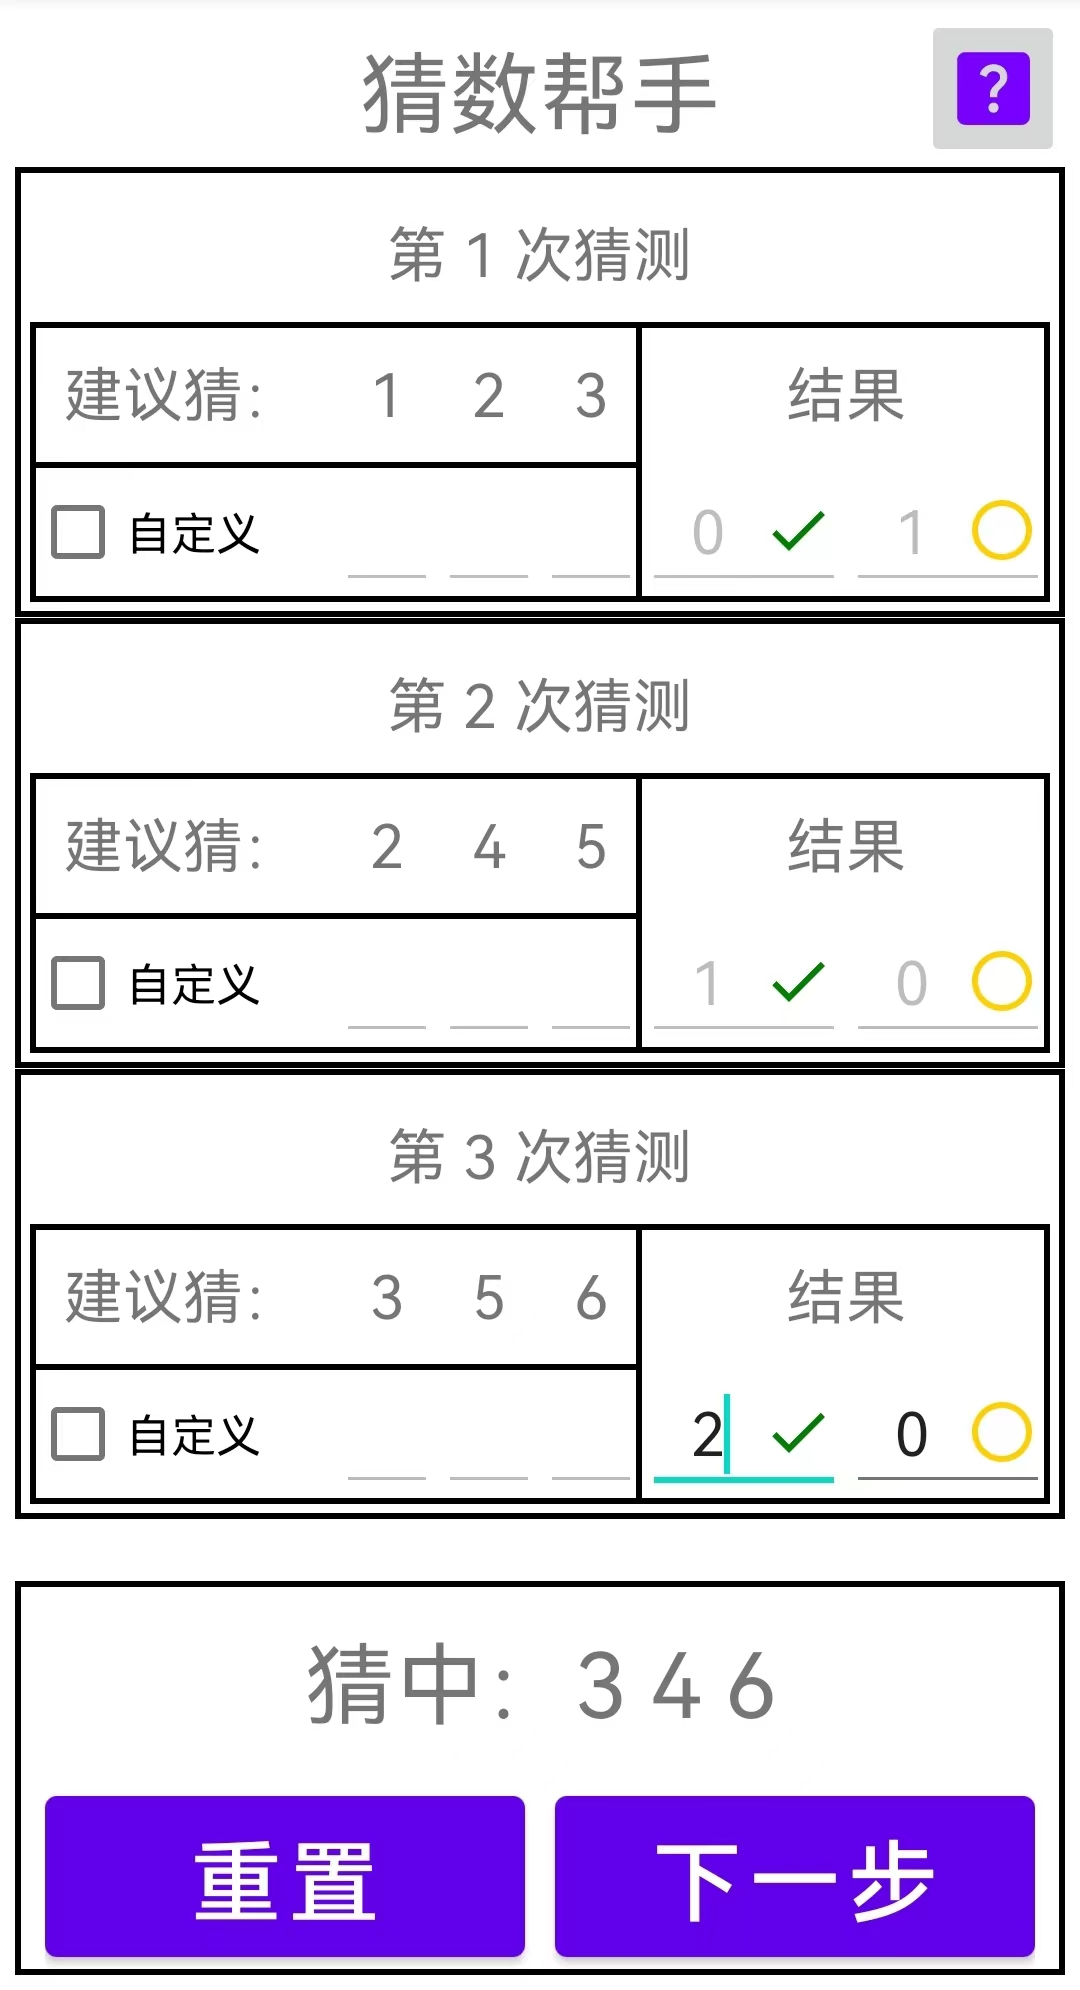 猜数帮手 ?
第 1 次猜测
建议猜: 1 2 3 结果
自定义 0 1
第 2 次猜测
建议猜: 2 4 5 结果
自定义 1 0
第 3 次猜测
建议猜: 3 5 6 结果
自定义 2 0
猜中: 3 4 6
重置 下一步